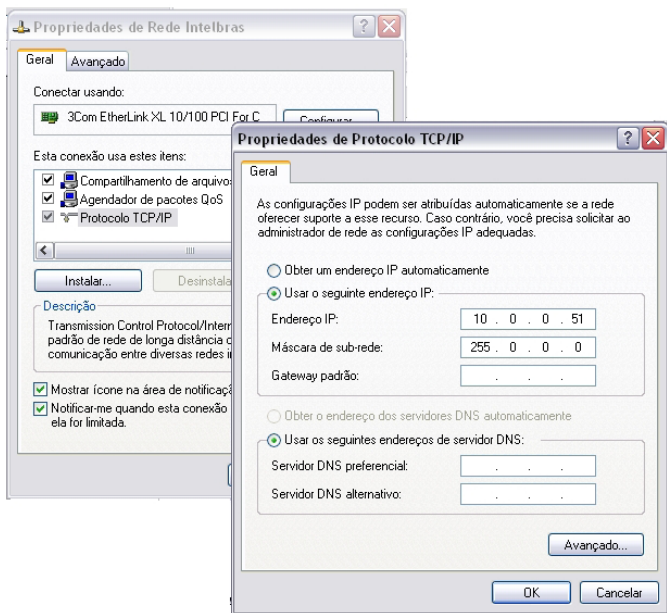 Propriedades de Rede Intelbras
Geral
Avançado
Conectar usando:
3Com EtherLink XL 10/100 PCI For C
Configurar...
Esta conexão usa estes itens:
Compartilhamento de arquivo
Agendador de pacotes QoS
Protocolo TCP/IP
Instalar...
Desinstala
Descrição
Transmission Control Protocol/Inter
padrão de rede de longa distância
comunicação entre diversas redes
Mostrar ícone na área de notificaç
Notificar-me quando esta conexão
ela for limitada.
Propriedades de Protocolo TCP/IP
Geral
As configurações IP podem ser atribuídas automaticamente se a rede
oferecer suporte a esse recurso. Caso contrário, você precisa solicitar ao
administrador de rede as configurações IP adequadas.
Obter um endereço IP automaticamente
Usar o seguinte endereço IP:
Endereço IP: 10 . 0 . 0 . 51
Máscara de sub-rede: 255 . 0 . 0 . 0
Gateway padrão: . . .
Obter o endereço dos servidores DNS automaticamente
Usar os seguintes endereços de servidor DNS:
Servidor DNS preferencial: . . .
Servidor DNS alternativo: . . .
Avançado...
OK
Cancelar